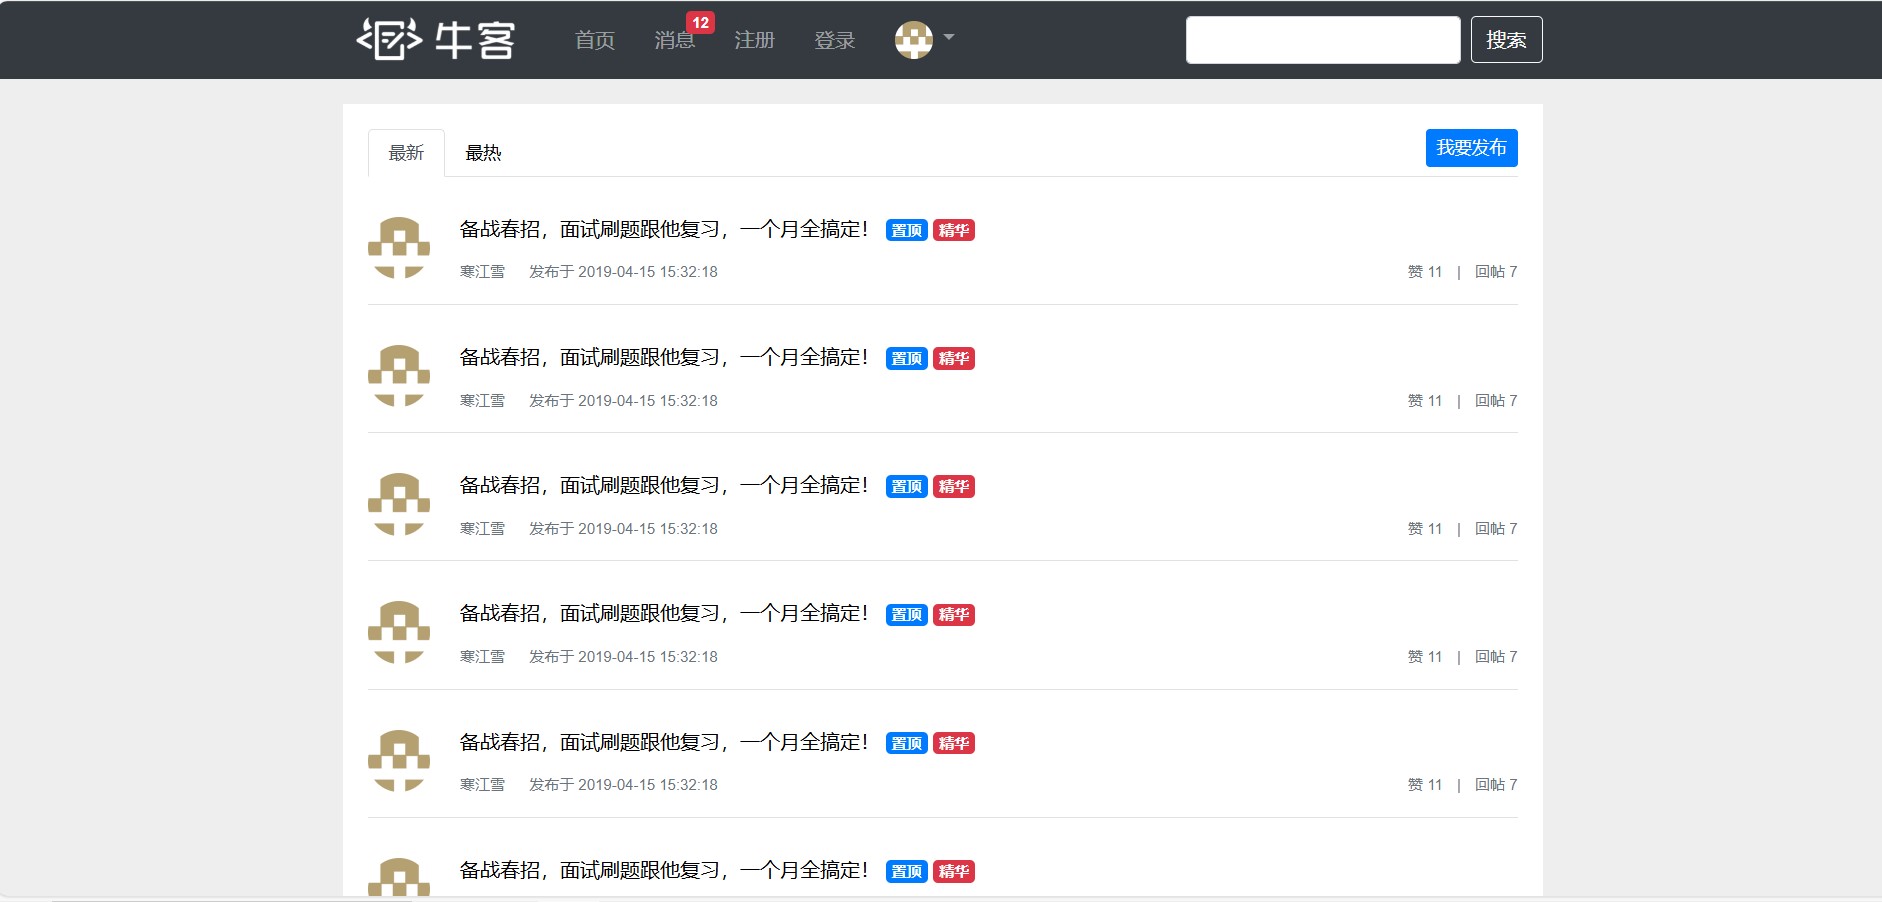 牛客 首页 消息 12 注册 登录 搜索
最新 最热 我要发布
备战春招，面试刷题跟他复习，一个月全搞定！ 置顶 精华
寒江雪 发布于 2019-04-15 15:32:18 赞 11 | 回帖 7
备战春招，面试刷题跟他复习，一个月全搞定！ 置顶 精华
寒江雪 发布于 2019-04-15 15:32:18 赞 11 | 回帖 7
备战春招，面试刷题跟他复习，一个月全搞定！ 置顶 精华
寒江雪 发布于 2019-04-15 15:32:18 赞 11 | 回帖 7
备战春招，面试刷题跟他复习，一个月全搞定！ 置顶 精华
寒江雪 发布于 2019-04-15 15:32:18 赞 11 | 回帖 7
备战春招，面试刷题跟他复习，一个月全搞定！ 置顶 精华
寒江雪 发布于 2019-04-15 15:32:18 赞 11 | 回帖 7
备战春招，面试刷题跟他复习，一个月全搞定！ 置顶 精华